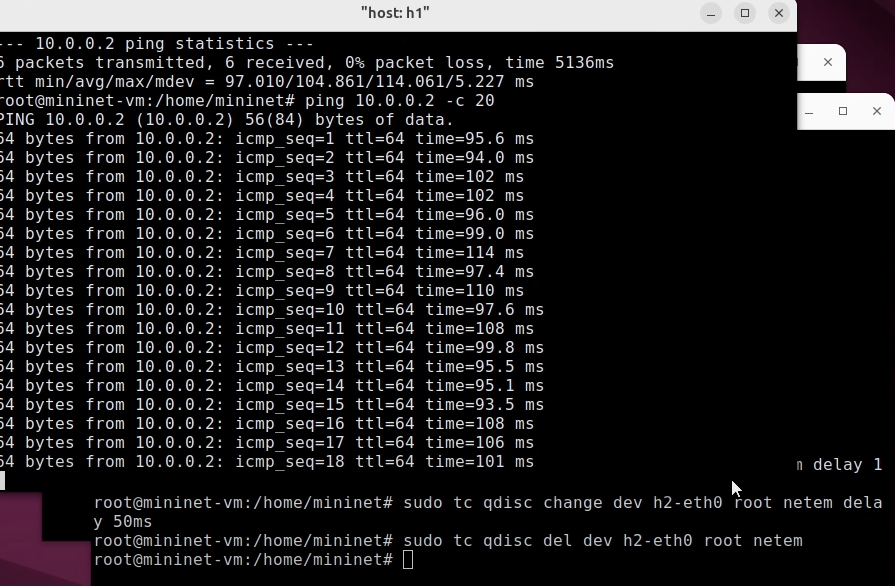 "host: h1"
--- 10.0.0.2 ping statistics ---
6 packets transmitted, 6 received, 0% packet loss, time 5136ms
rtt min/avg/max/mdev = 97.010/104.861/114.061/5.227 ms
root@mininet-vm:/home/mininet# ping 10.0.0.2 -c 20
PING 10.0.0.2 (10.0.0.2) 56(84) bytes of data.
64 bytes from 10.0.0.2: icmp_seq=1 ttl=64 time=95.6 ms
64 bytes from 10.0.0.2: icmp_seq=2 ttl=64 time=94.0 ms
64 bytes from 10.0.0.2: icmp_seq=3 ttl=64 time=102 ms
64 bytes from 10.0.0.2: icmp_seq=4 ttl=64 time=102 ms
64 bytes from 10.0.0.2: icmp_seq=5 ttl=64 time=96.0 ms
64 bytes from 10.0.0.2: icmp_seq=6 ttl=64 time=99.0 ms
64 bytes from 10.0.0.2: icmp_seq=7 ttl=64 time=114 ms
64 bytes from 10.0.0.2: icmp_seq=8 ttl=64 time=97.4 ms
64 bytes from 10.0.0.2: icmp_seq=9 ttl=64 time=110 ms
64 bytes from 10.0.0.2: icmp_seq=10 ttl=64 time=97.6 ms
64 bytes from 10.0.0.2: icmp_seq=11 ttl=64 time=108 ms
64 bytes from 10.0.0.2: icmp_seq=12 ttl=64 time=99.8 ms
64 bytes from 10.0.0.2: icmp_seq=13 ttl=64 time=95.5 ms
64 bytes from 10.0.0.2: icmp_seq=14 ttl=64 time=95.1 ms
64 bytes from 10.0.0.2: icmp_seq=15 ttl=64 time=93.5 ms
64 bytes from 10.0.0.2: icmp_seq=16 ttl=64 time=108 ms
64 bytes from 10.0.0.2: icmp_seq=17 ttl=64 time=106 ms
64 bytes from 10.0.0.2: icmp_seq=18 ttl=64 time=101 ms
delay 1
root@mininet-vm:/home/mininet# sudo tc qdisc change dev h2-eth0 root netem dela
y 50ms
root@mininet-vm:/home/mininet# sudo tc qdisc del dev h2-eth0 root netem
root@mininet-vm:/home/mininet#